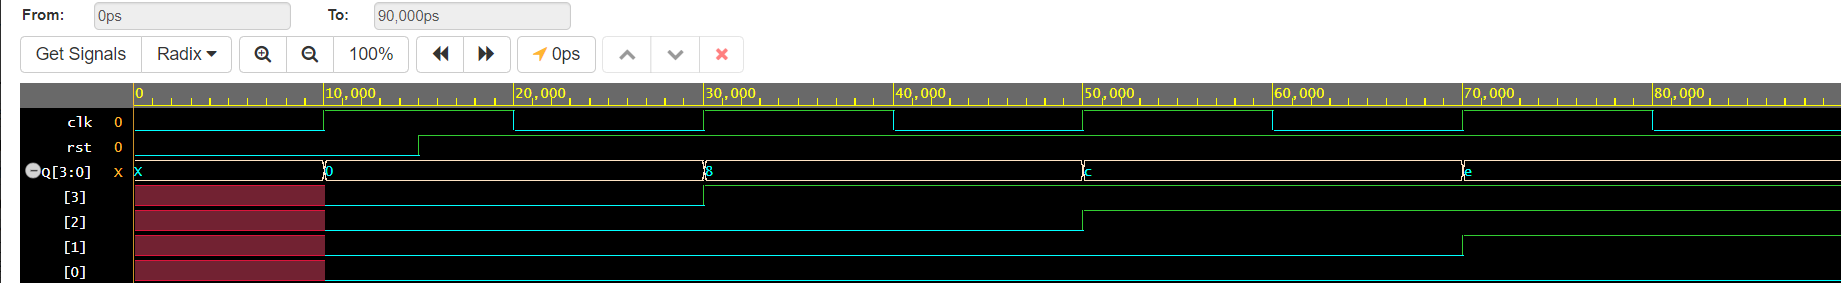 From: 0ps To: 90,000ps
Get Signals Radix 100% 0ps
0 10,000 20,000 30,000 40,000 50,000 60,000 70,000 80,000
clk 0
rst 0
Q[3:0] x x 0 8 c e
[3]
[2]
[1]
[0]